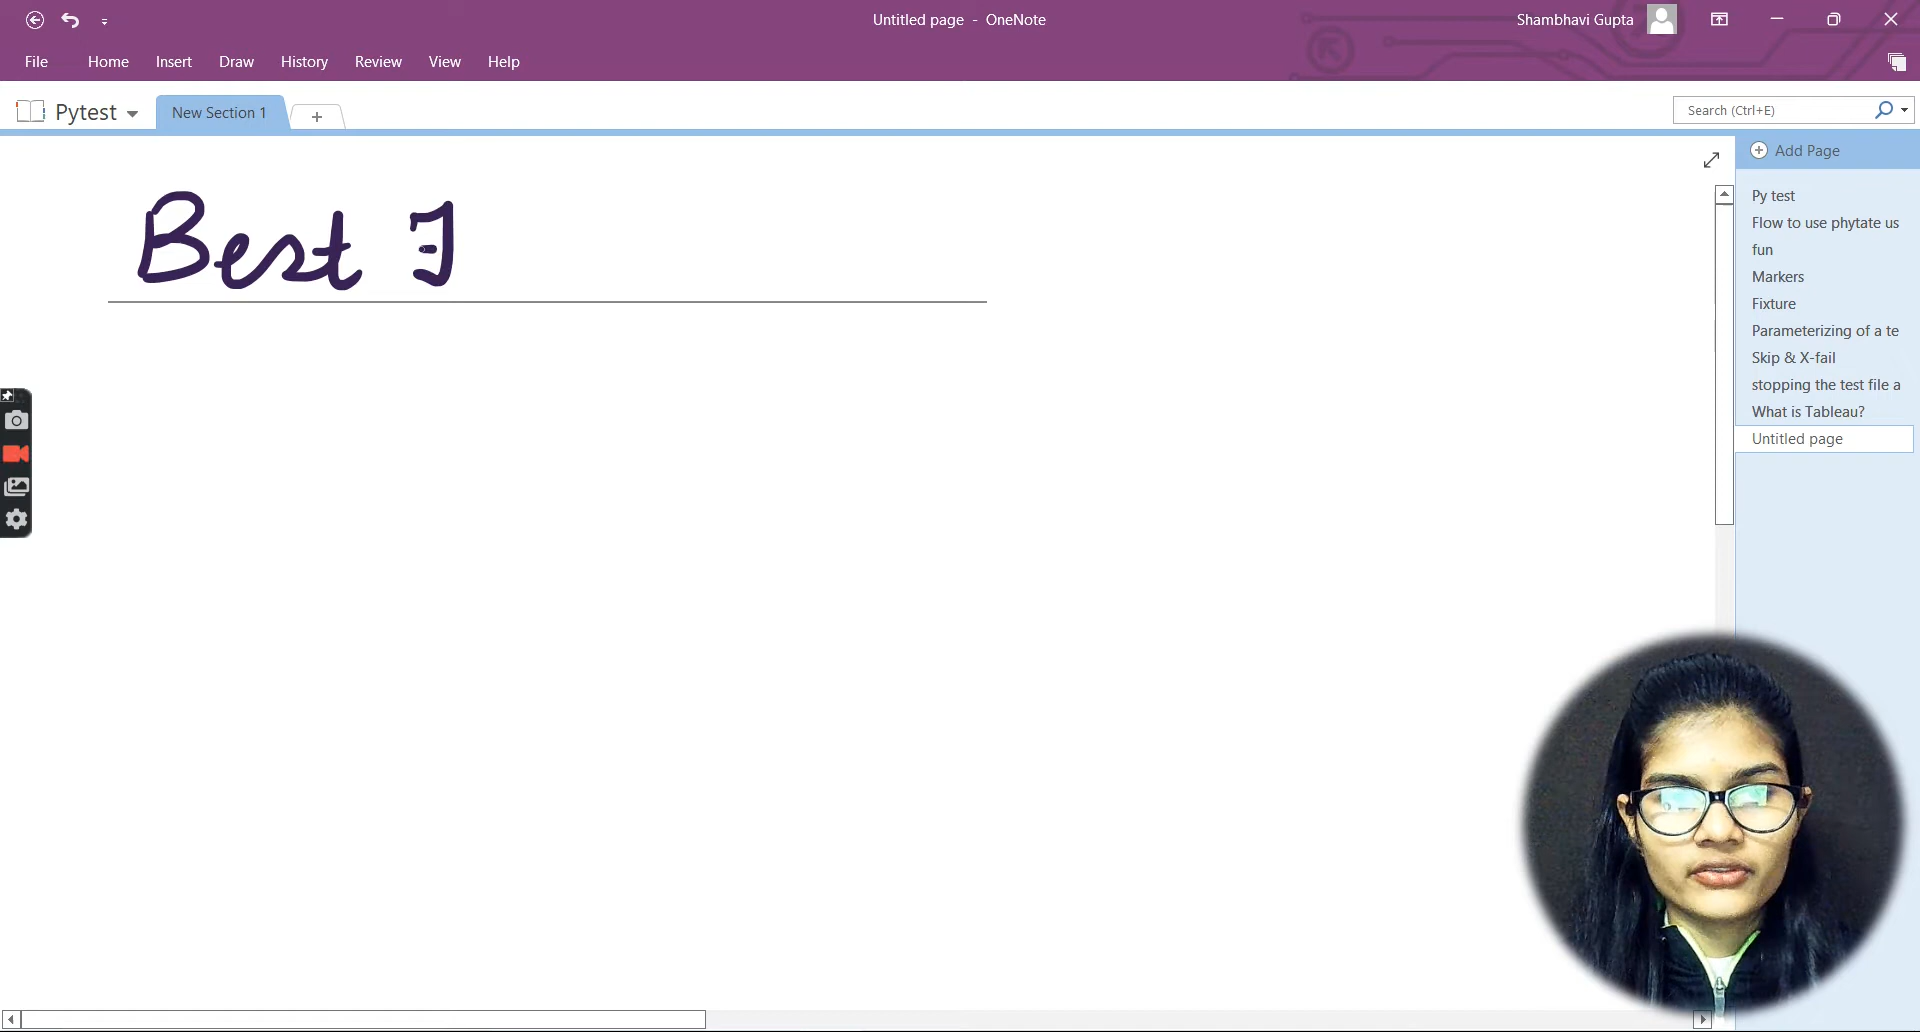 Untitled page - OneNote
Shambhavi Gupta
File Home Insert Draw History Review View Help
Pytest New Section 1 +
Search (Ctrl+E)
Add Page
Best
Py test
Flow to use phytate us
fun
Markers
Fixture
Parameterizing of a te
Skip & X-fail
stopping the test file a
What is Tableau?
Untitled page